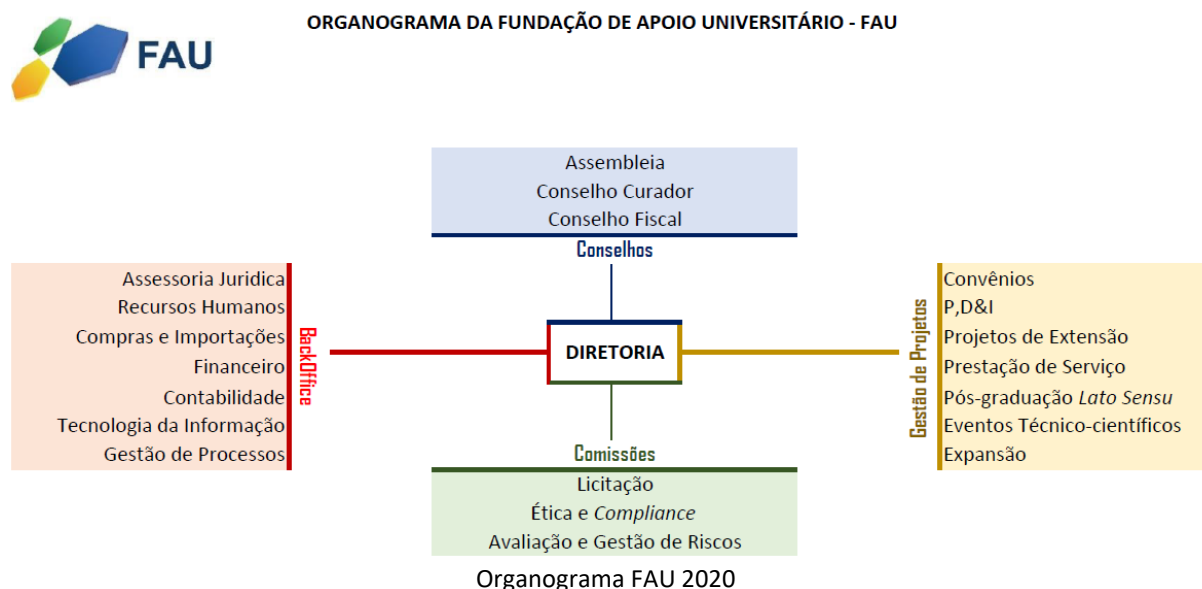 ORGANOGRAMA DA FUNDAÇÃO DE APOIO UNIVERSITÁRIO - FAU
FAU
Assembleia
Conselho Curador
Conselho Fiscal
Conselhos
Assessoria Juridica
Recursos Humanos
Compras e Importações
Financeiro
Contabilidade
Tecnologia da Informação
Gestão de Processos
BackOffice
DIRETORIA
Gestão de Projetos
Convênios
P,D&I
Projetos de Extensão
Prestação de Serviço
Pós-graduação Lato Sensu
Eventos Técnico-científicos
Expansão
Comissões
Licitação
Ética e Compliance
Avaliação e Gestão de Riscos
Organograma FAU 2020